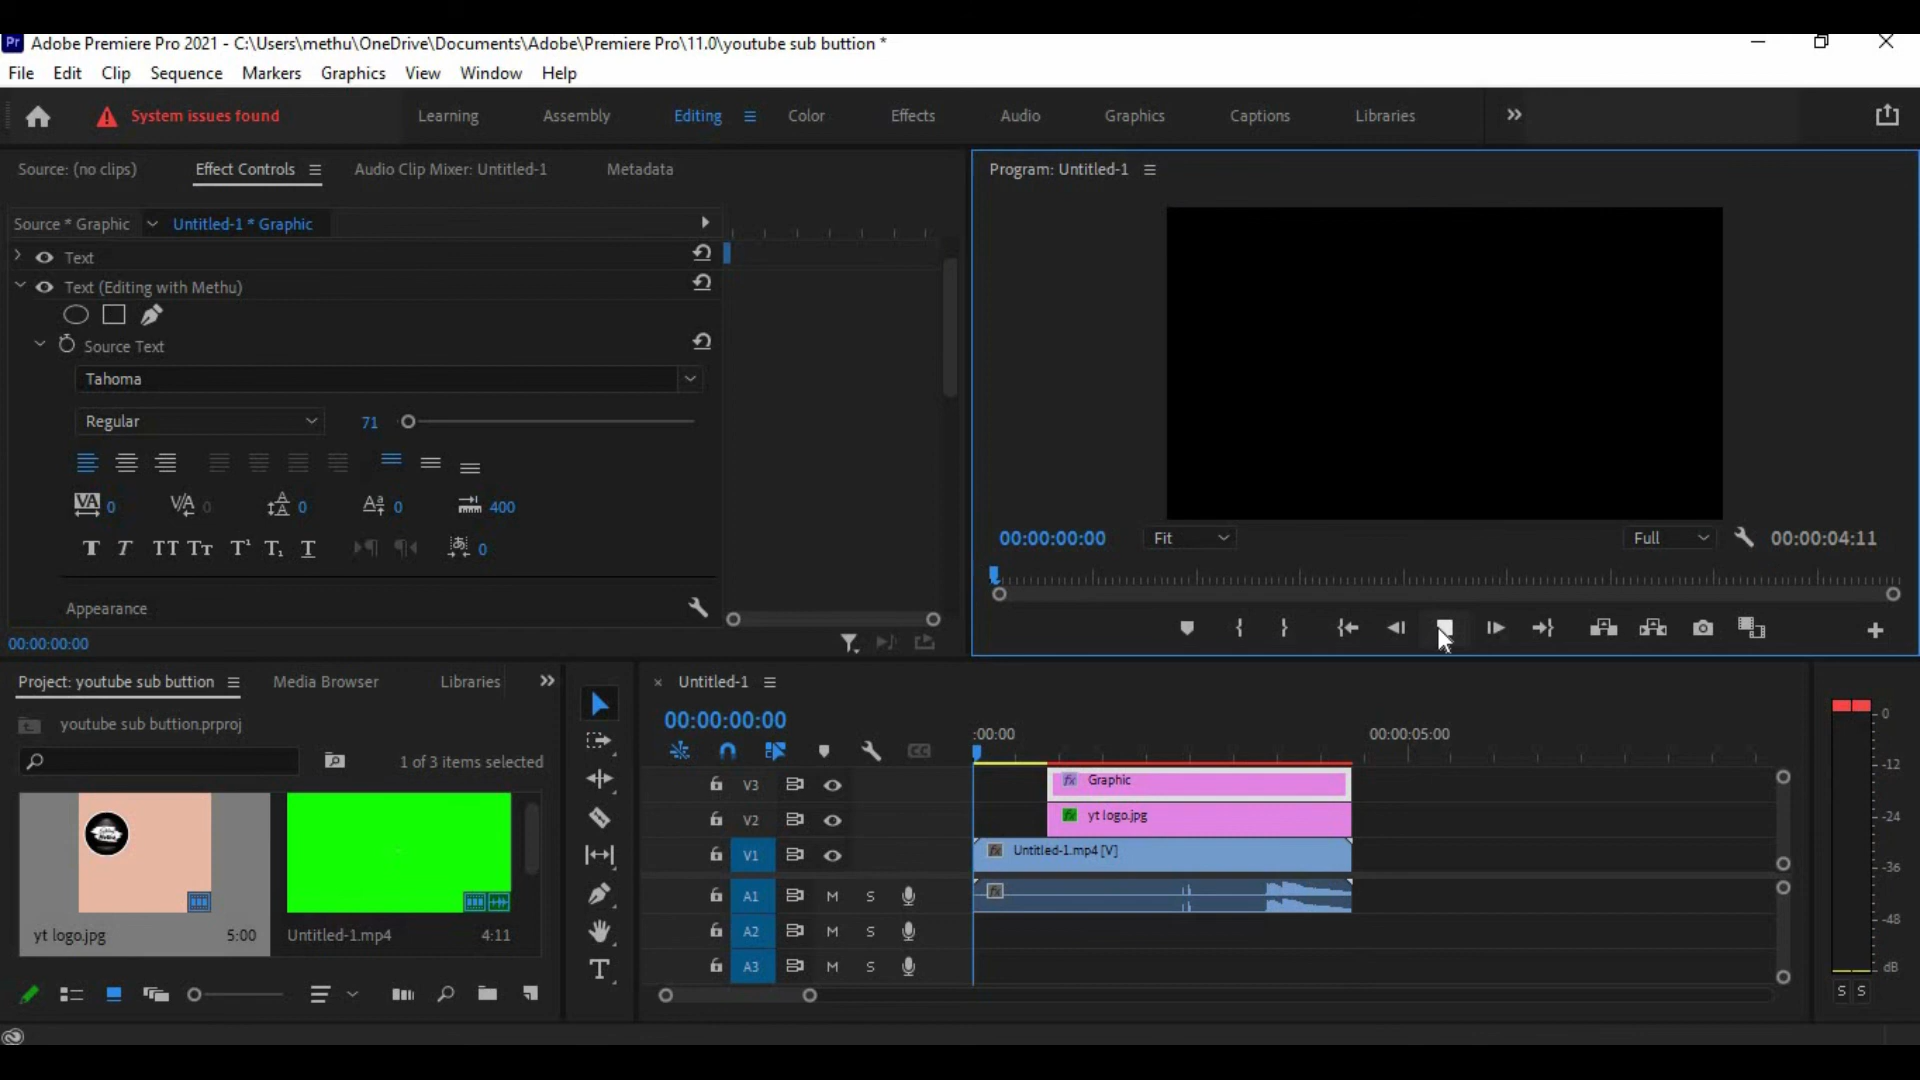 Adobe Premiere Pro 2021 - C:\Users\methu\OneDrive\Documents\Adobe\Premiere Pro\11.0\youtube sub buttion *
File Edit Clip Sequence Markers Graphics View Window Help
System issues found Learning Assembly Editing Color Effects Audio Graphics Captions Libraries
Source: (no clips) Effect Controls Audio Clip Mixer: Untitled-1 Metadata
Program: Untitled-1
Source * Graphic Untitled-1 * Graphic
Text
Text (Editing with Methu)
Source Text
Tahoma
Regular 71
0 0 0 0 400
0
Appearance
00:00:00:00
00:00:00:00 Fit Full 00:00:04:11
Project: youtube sub buttion Media Browser Libraries
youtube sub buttion.prproj
1 of 3 items selected
yt logo.jpg 5:00
Untitled-1.mp4 4:11
Untitled-1
00:00:00:00
:00:00 00:00:05:00
V3 Graphic
V2 yt logo.jpg
V1 Untitled-1.mp4 [V]
A1 M S
A2 M S
A3 M S
0
-12
-24
-36
-48
dB
S S